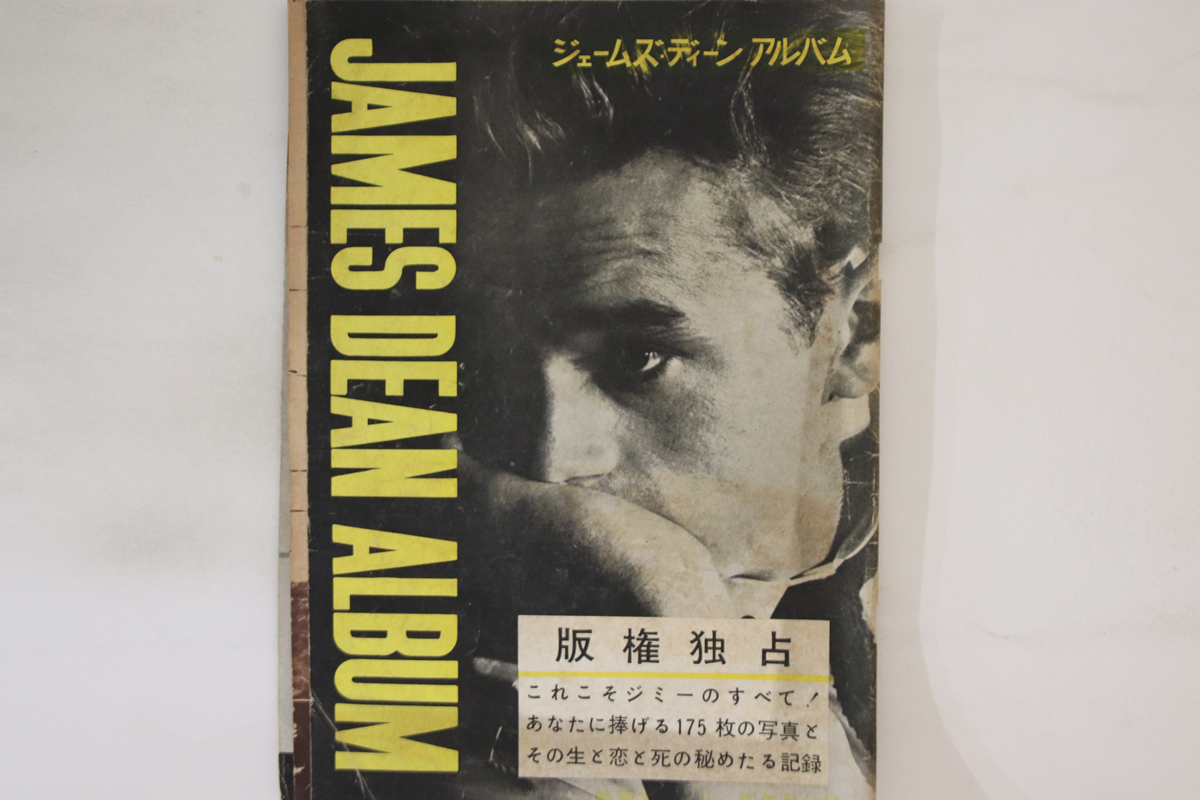 ジェームズ・ディーン アルバム
JAMES DEAN ALBUM
版権独占
これこそジミーのすべて!
あなたに捧げる175枚の写真と
その生と恋と死の秘めたる記録